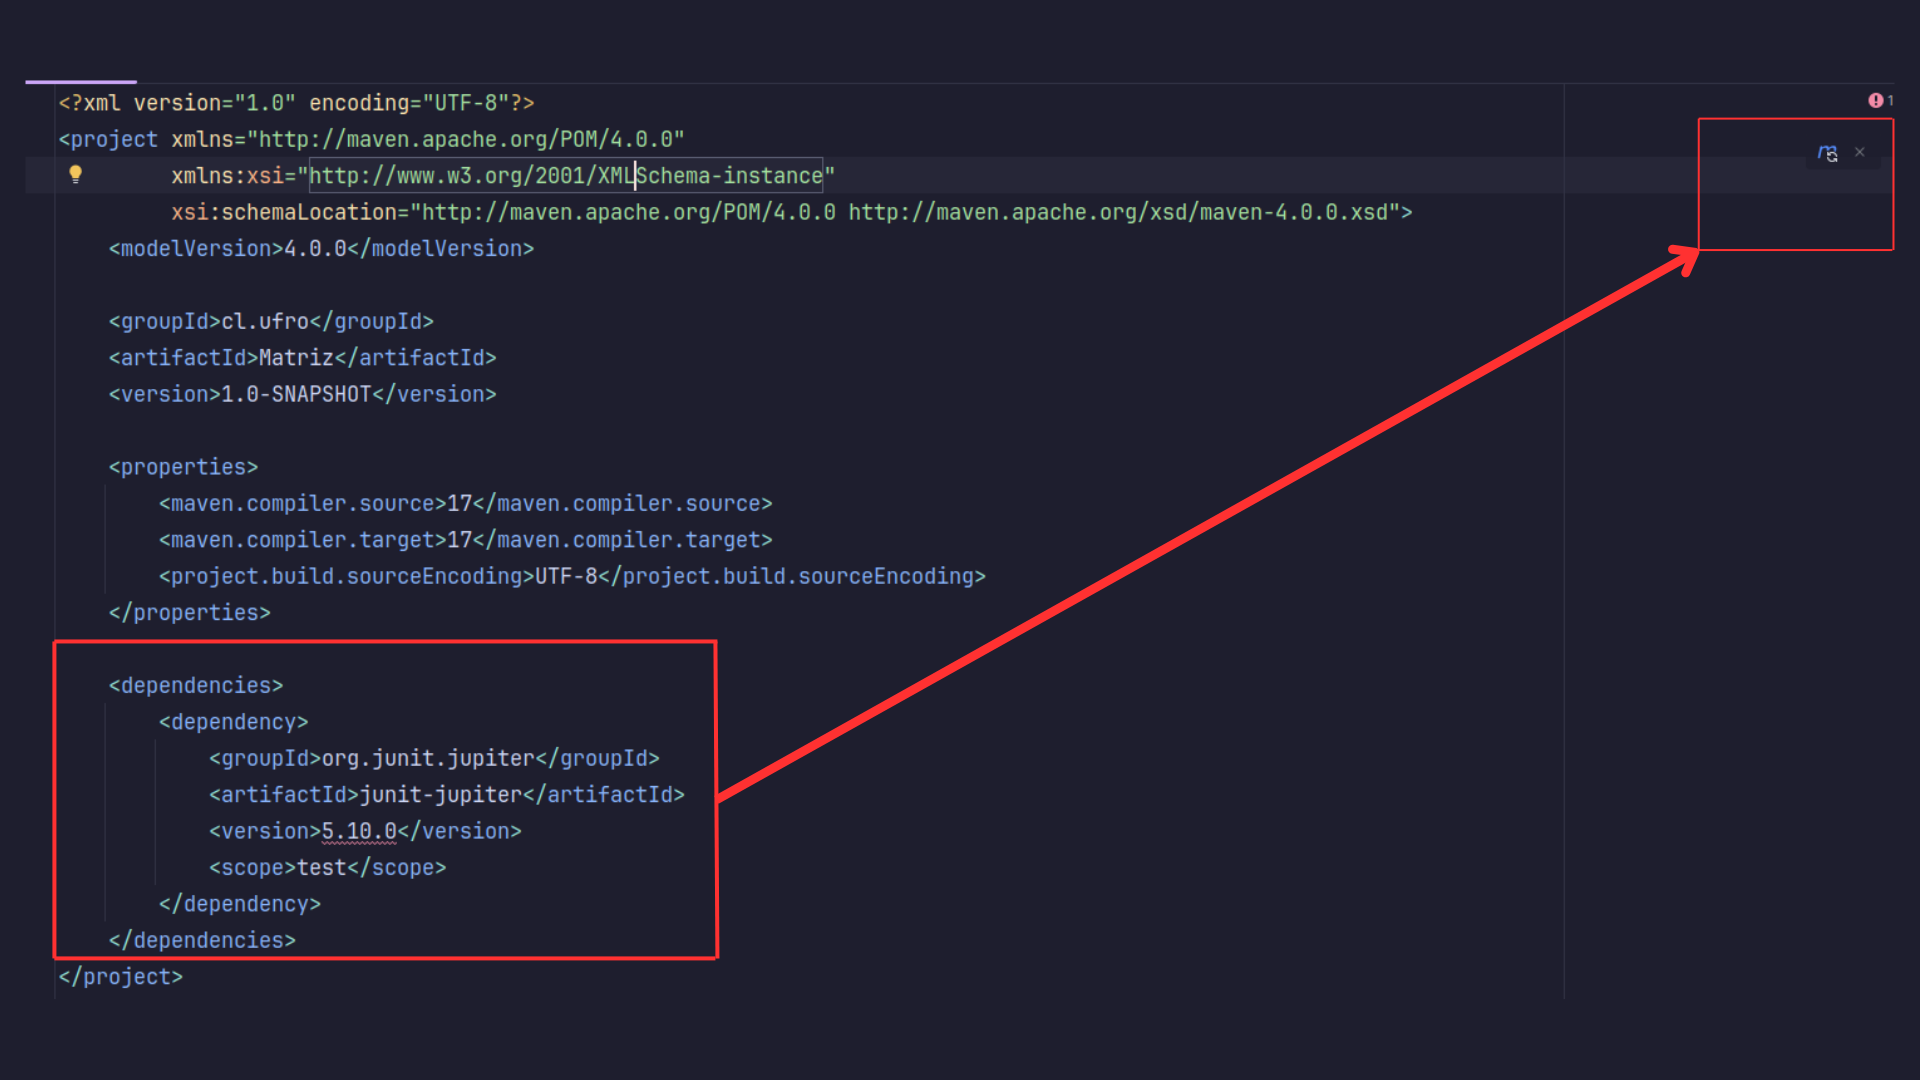 <?xml version="1.0" encoding="UTF-8"?>
1
<project xmlns="http://maven.apache.org/POM/4.0.0"
xmlns:xsi="http://www.w3.org/2001/XMLSchema-instance"
xsi:schemaLocation="http://maven.apache.org/POM/4.0.0 http://maven.apache.org/xsd/maven-4.0.0.xsd">
<modelVersion>4.0.0</modelVersion>
<groupId>cl.ufro</groupId>
<artifactId>Matriz</artifactId>
<version>1.0-SNAPSHOT</version>
<properties>
<maven.compiler.source>17</maven.compiler.source>
<maven.compiler.target>17</maven.compiler.target>
<project.build.sourceEncoding>UTF-8</project.build.sourceEncoding>
</properties>
<dependencies>
<dependency>
<groupId>org.junit.jupiter</groupId>
<artifactId>junit-jupiter</artifactId>
<version>5.10.0</version>
<scope>test</scope>
</dependency>
</dependencies>
</project>